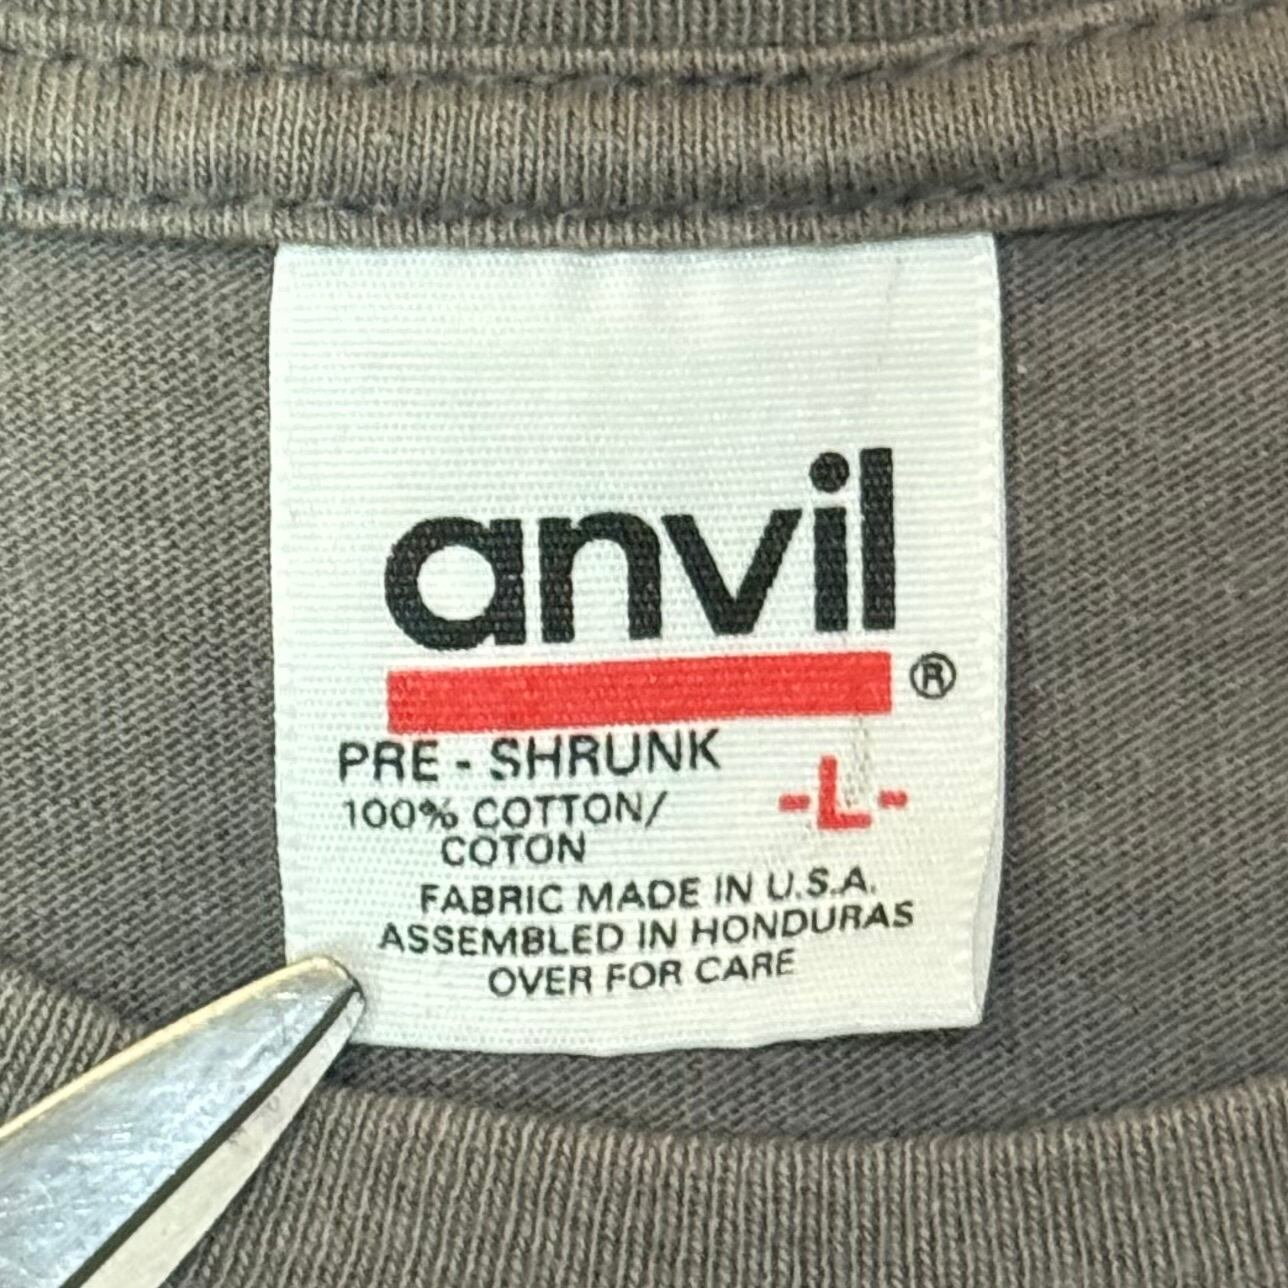 anvil
®
PRE - SHRUNK
-L-
100% COTTON/
COTON
FABRIC MADE IN U.S.A.
ASSEMBLED IN HONDURAS
OVER FOR CARE